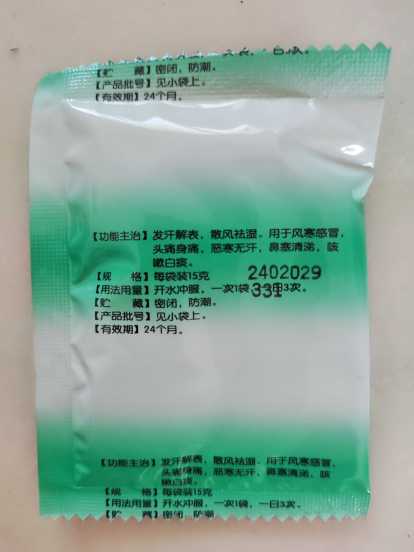 【贮　　藏】密闭，防潮。
【产品批号】见小袋上。
【有效期】24个月。
【功能主治】发汗解表，散风祛湿。用于风寒感冒，
头痛身痛，恶寒无汗，鼻塞清涕，咳
嗽白痰。
【规　　格】每袋装15克
2402029
【用法用量】开水冲服，一次1袋，一日3次。
331
【贮　　藏】密闭，防潮。
【产品批号】见小袋上。
【有效期】24个月。
【功能主治】发汗解表，散风祛湿。用于风寒感冒，
头痛身痛，恶寒无汗，鼻塞清涕，咳
嗽白痰。
【规　　格】每袋装15克
【用法用量】开水冲服，一次1袋，一日3次。
【贮　　藏】密闭，防潮。